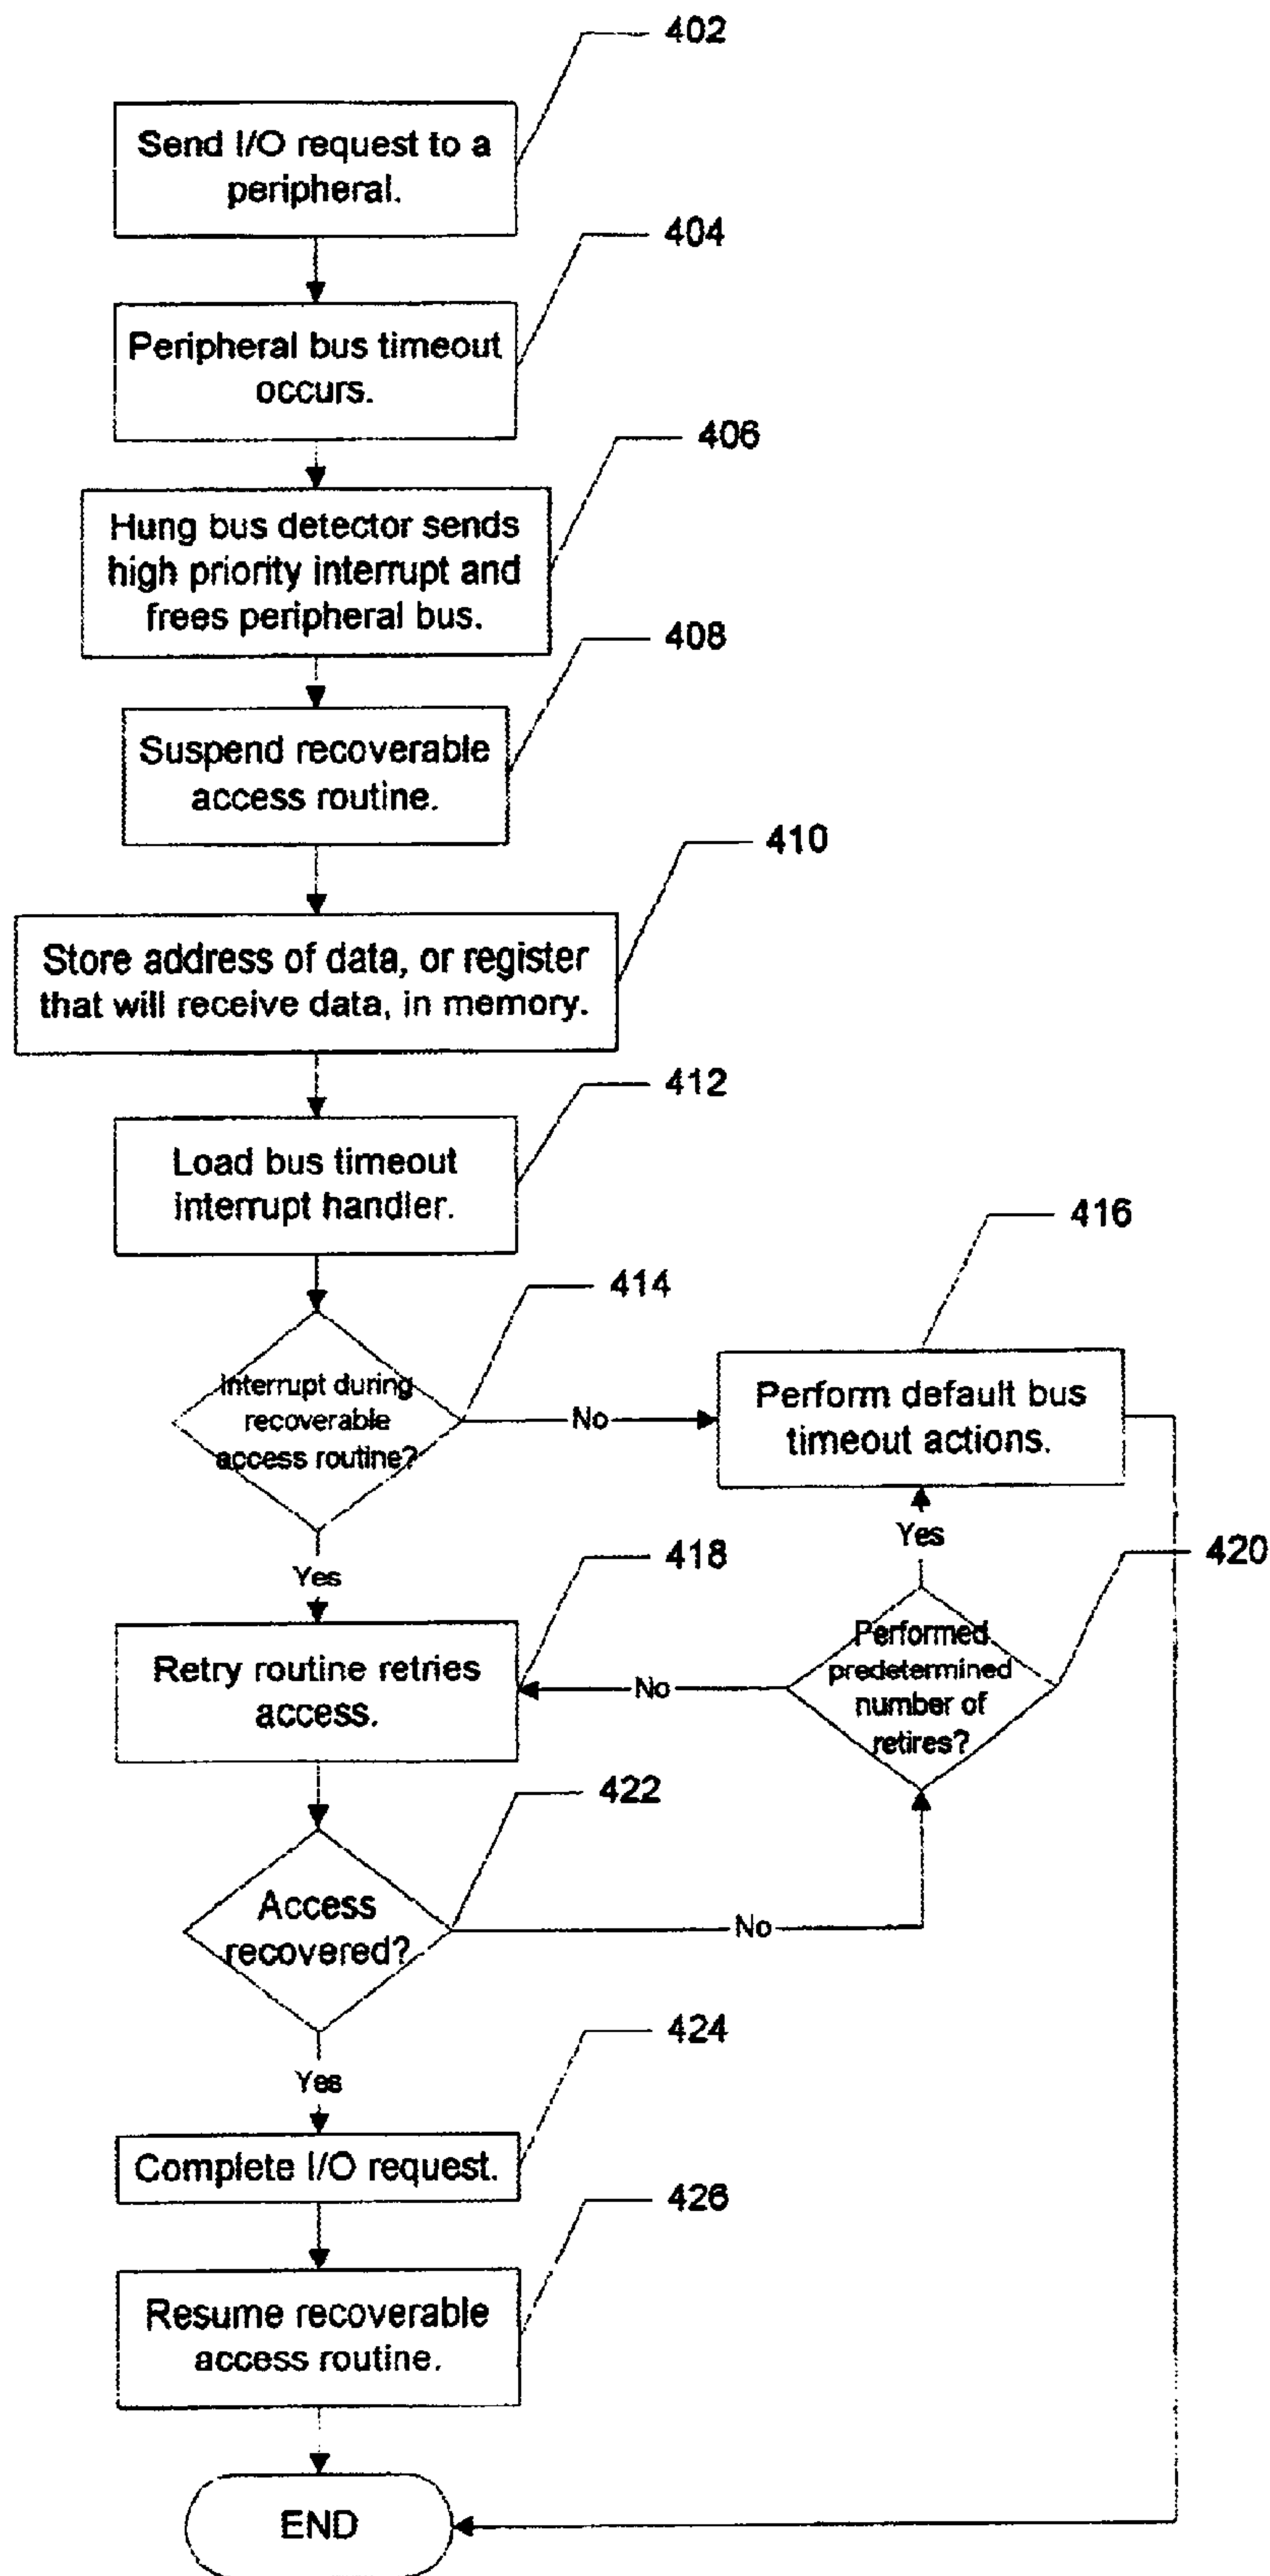 402
Send I/O request to a
peripheral.
404
Peripheral bus timeout
occurs.
406
Hung bus detector sends
high priority interrupt and
frees peripheral bus.
408
Suspend recoverable
access routine.
410
Store address of data, or register
that will receive data, in memory.
412
Load bus timeout
interrupt handler.
414
Interrupt during
recoverable
access routine?
No
416
Perform default bus
timeout actions.
Yes
Yes
418
420
Retry routine retries
access.
No
Performed
predetermined
number of
retires?
422
Access
recovered?
No
Yes
424
Complete I/O request.
426
Resume recoverable
access routine.
END